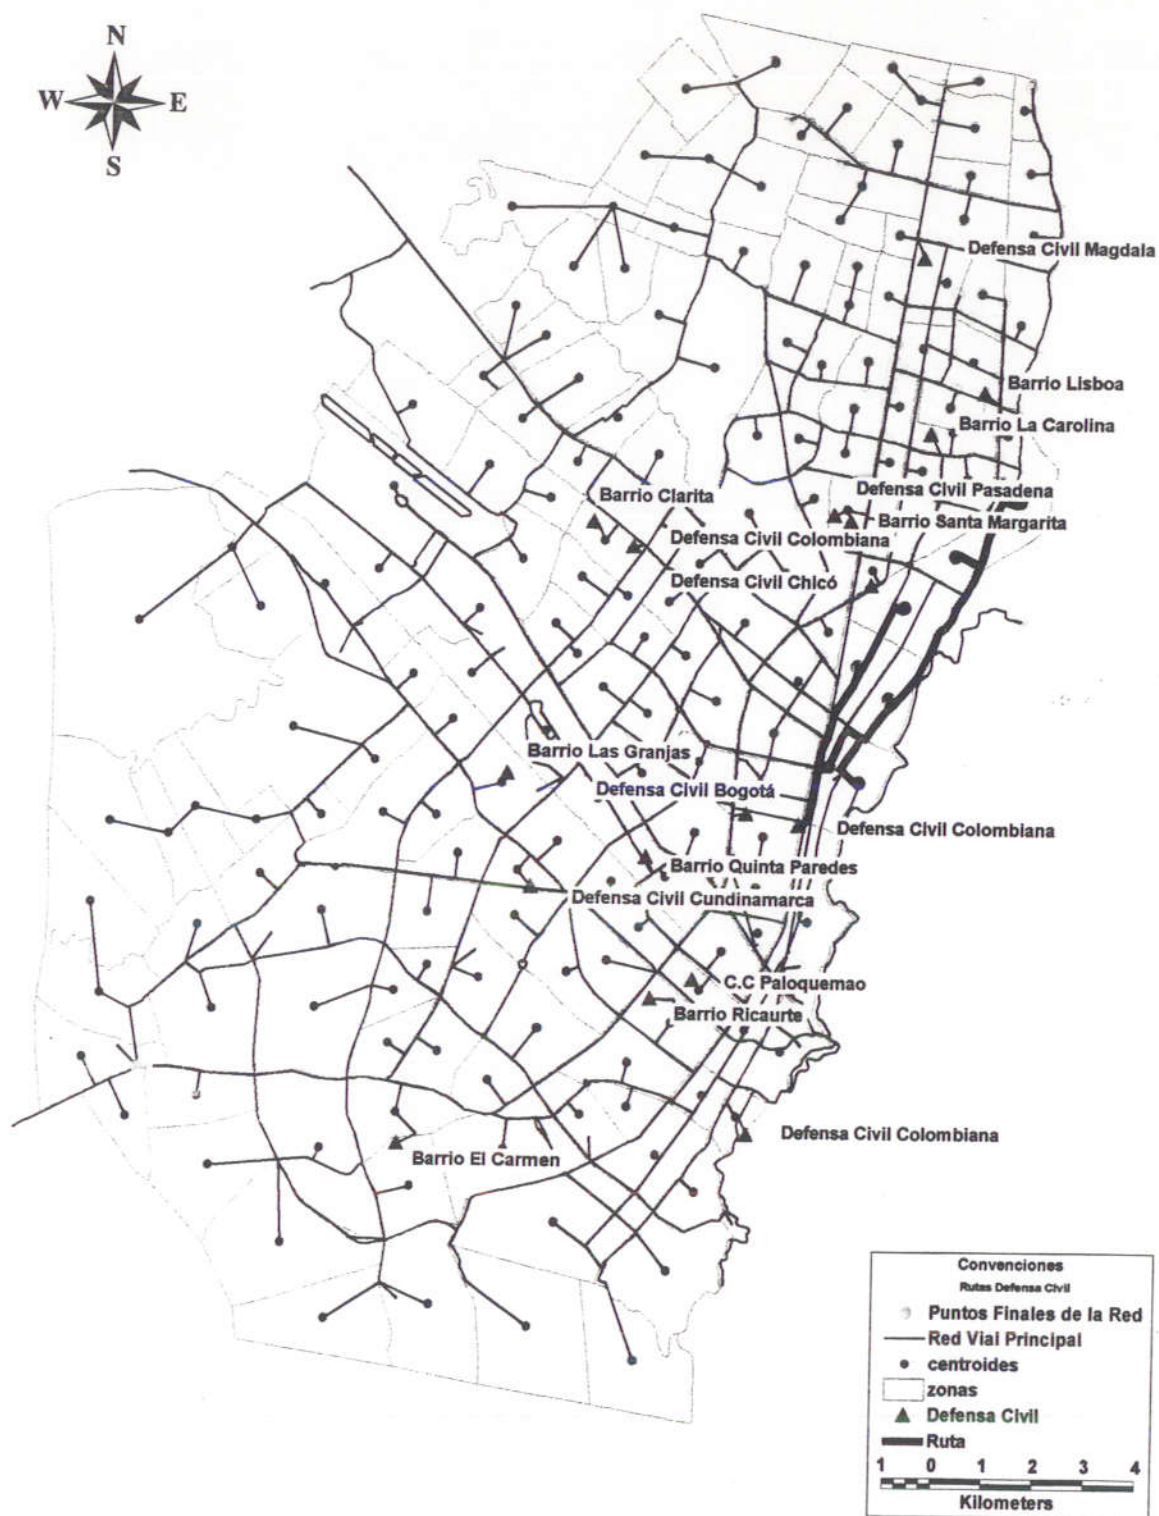 N
W E
S
Defensa Civil Magdala
Barrio Lisboa
Barrio La Carolina
Defensa Civil Pasadena
Barrio Clarita
Barrio Santa Margarita
Defensa Civil Colombiana
Defensa Civil Chicó
Barrio Las Granjas
Defensa Civil Bogotá
Defensa Civil Colombiana
Barrio Quinta Paredes
Defensa Civil Cundinamarca
C.C Paloquemao
Barrio Ricaurte
Defensa Civil Colombiana
Barrio El Carmen
Convenciones
Rutas Defensa Civil
Puntos Finales de la Red
Red Vial Principal
centroides
zonas
Defensa Civil
Ruta
1 0 1 2 3 4
Kilometers